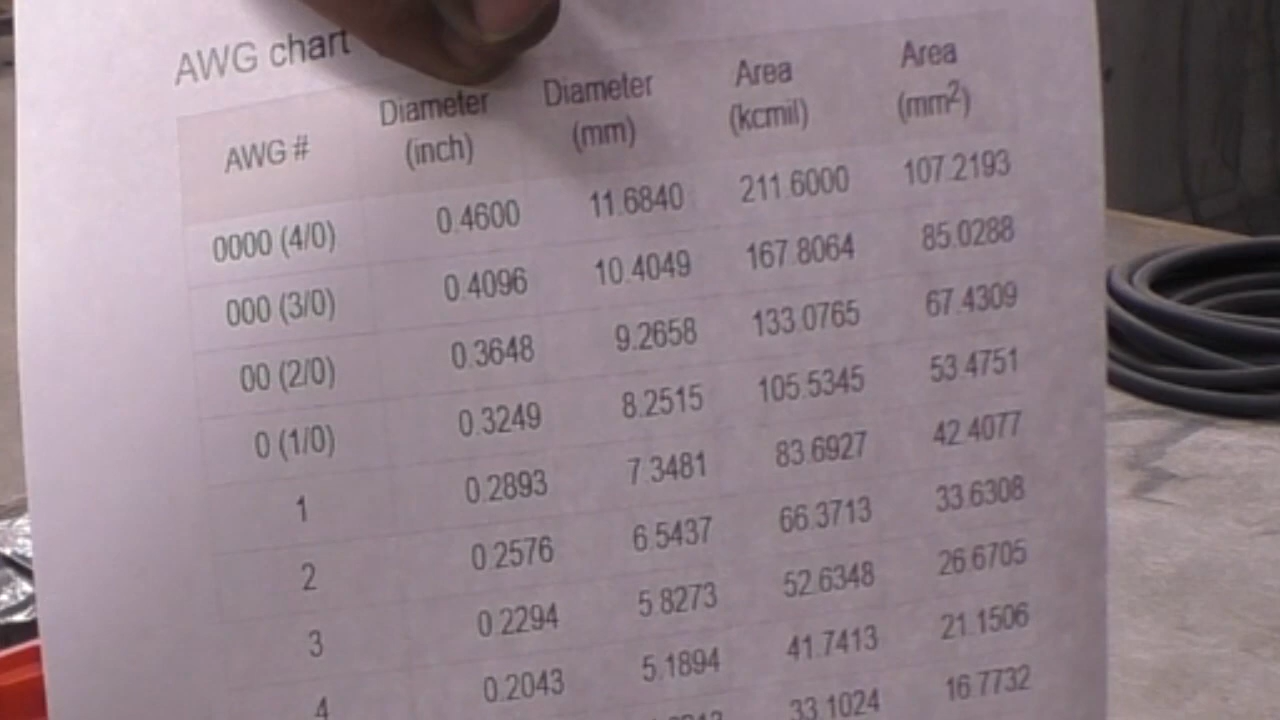 AWG chart
AWG # Diameter (inch) Diameter (mm) Area (kcmil) Area (mm²)
0000 (4/0) 0.4600 11.6840 211.6000 107.2193
000 (3/0) 0.4096 10.4049 167.8064 85.0288
00 (2/0) 0.3648 9.2658 133.0765 67.4309
0 (1/0) 0.3249 8.2515 105.5345 53.4751
1 0.2893 7.3481 83.6927 42.4077
2 0.2576 6.5437 66.3713 33.6308
3 0.2294 5.8273 52.6348 26.6705
4 0.2043 5.1894 41.7413 21.1506
33.1024 16.7732